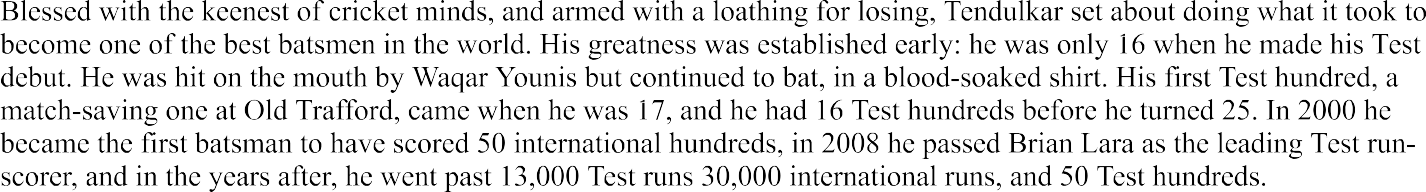 Blessed with the keenest of cricket minds, and armed with a loathing for losing, Tendulkar set about doing what it took to
become one of the best batsmen in the world. His greatness was established early: he was only 16 when he made his Test
debut. He was hit on the mouth by Waqar Younis but continued to bat, in a blood-soaked shirt. His first Test hundred, a
match-saving one at Old Trafford, came when he was 17, and he had 16 Test hundreds before he turned 25. In 2000 he
became the first batsman to have scored 50 international hundreds, in 2008 he passed Brian Lara as the leading Test run-
scorer, and in the years after, he went past 13,000 Test runs 30,000 international runs, and 50 Test hundreds.